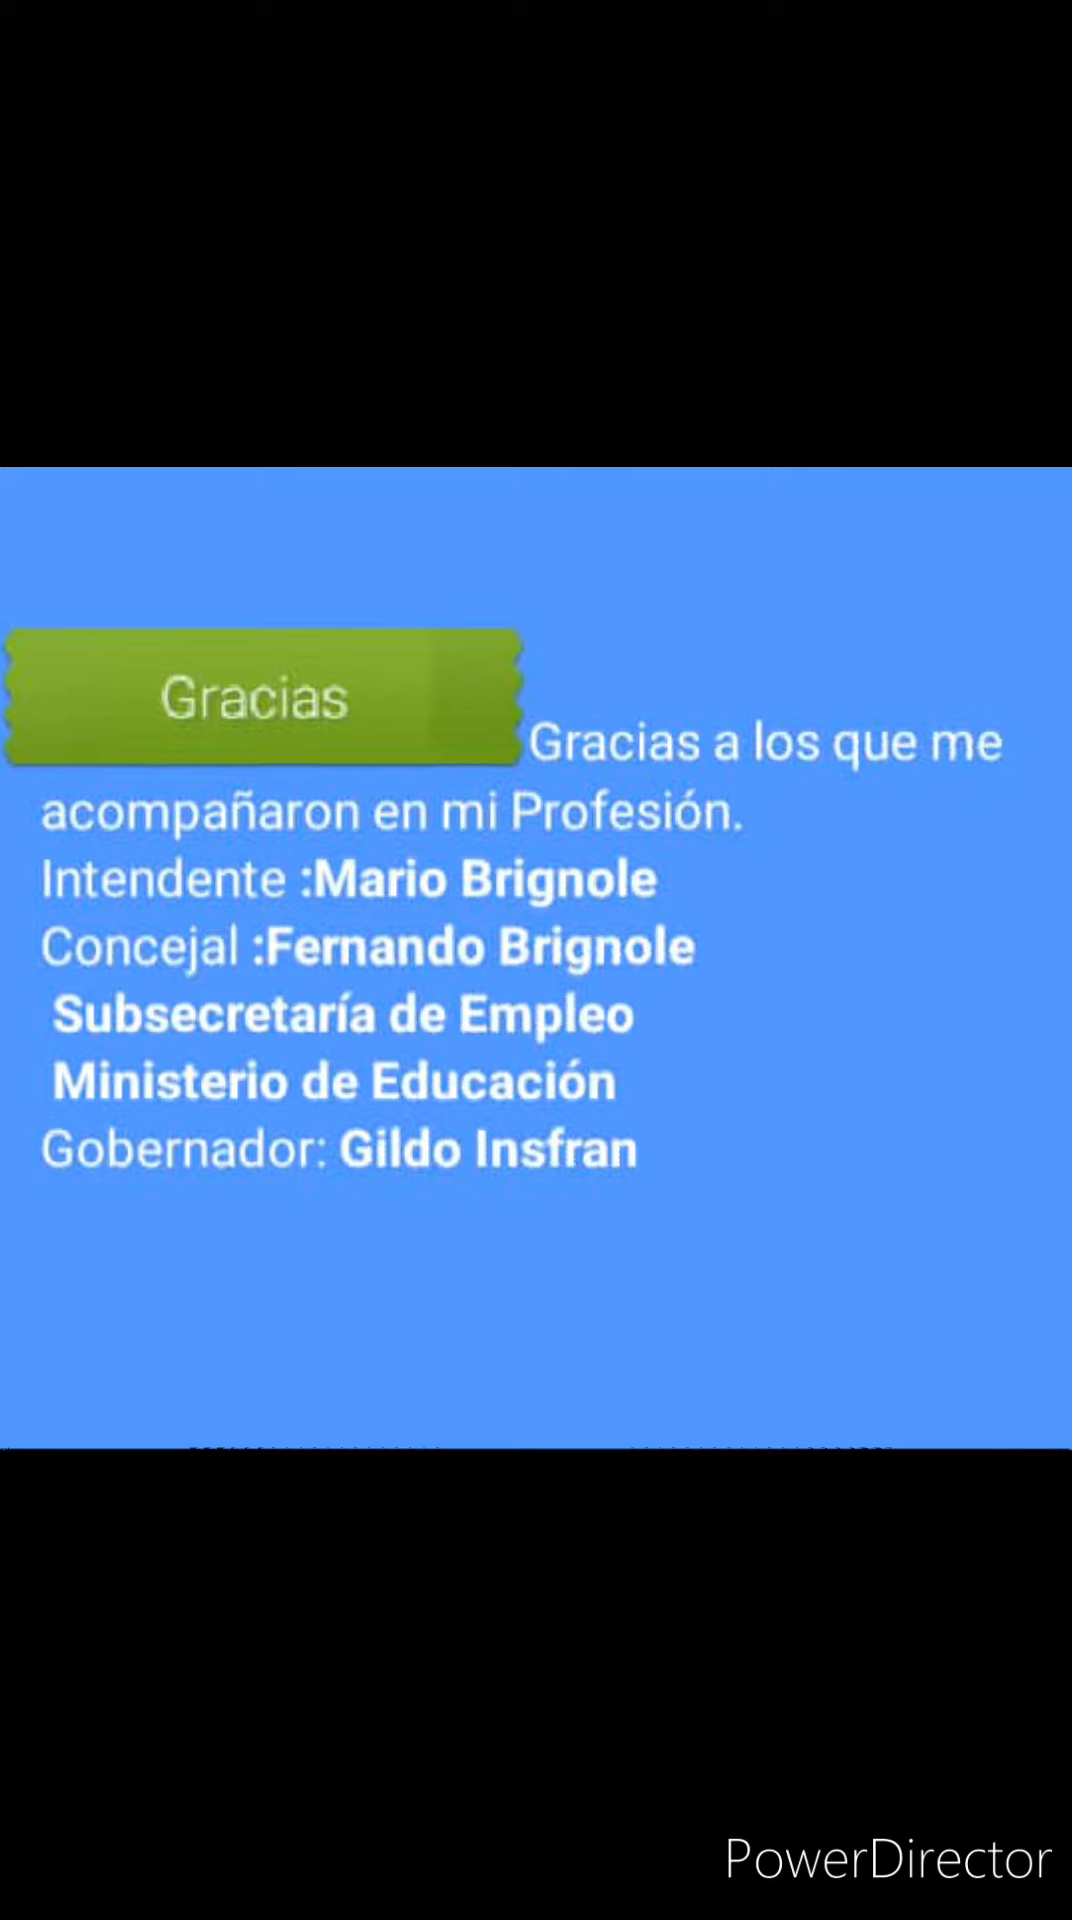 Gracias
Gracias a los que me
acompañaron en mi Profesión.
Intendente :Mario Brignole
Concejal :Fernando Brignole
Subsecretaría de Empleo
Ministerio de Educación
Gobernador: Gildo Insfran
PowerDirector